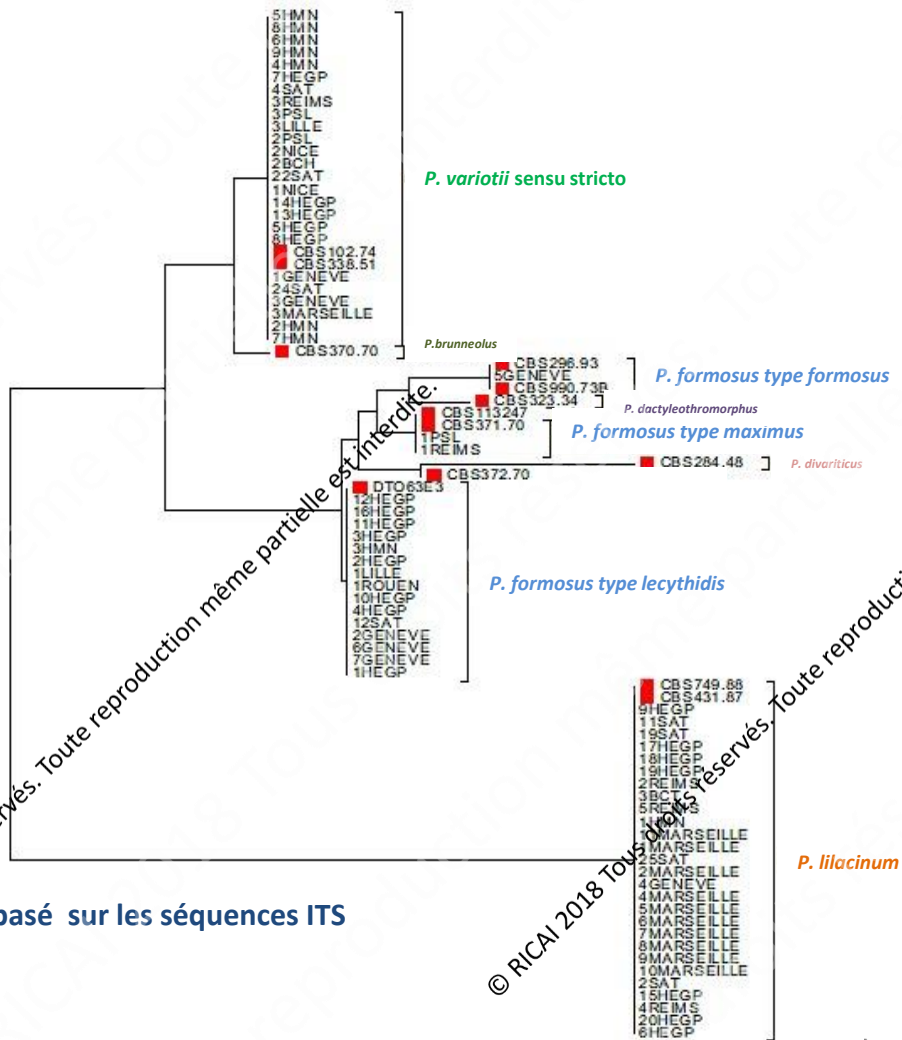 5HMN
8HMN
6HMN
9HMN
4HMN
7HEGP
4SAT
3REIMS
3PSL
3LILLE
2PSL
2NICE
2BCH
22SAT
1NICE
14HEGP
13HEGP
5HEGP
8HEGP
CBS102.74
CBS338.51
1GENEVE
24SAT
3GENEVE
3MARSEILLE
2HMN
7HMN
P. variotii sensu stricto
CBS370.70
P.brunneolus
CBS296.93
5GENEVE
CBS990.73B
P. formosus type formosus
CBS323.34
P. dactyleothromorphus
CBS113247
CBS371.70
1PSL
1REIMS
P. formosus type maximus
CBS284.48
P. divariticus
CBS372.70
DTO63E3
12HEGP
16HEGP
11HEGP
3HEGP
3HMN
2HEGP
1LILLE
1ROUEN
10HEGP
4HEGP
12SAT
2GENEVE
6GENEVE
7GENEVE
1HEGP
P. formosus type lecythidis
CBS749.88
CBS431.87
9HEGP
11SAT
19SAT
17HEGP
18HEGP
19HEGP
2REIMS
3BCT
5REIMS
1HMN
MARSEILLE
1MARSEILLE
25SAT
2MARSEILLE
4GENEVE
4MARSEILLE
5MARSEILLE
6MARSEILLE
7MARSEILLE
8MARSEILLE
9MARSEILLE
10MARSEILLE
2SAT
15HEGP
4REIMS
20HEGP
6HEGP
P. lilacinum
basé sur les séquences ITS
ervés. Toute reproduction même partielle est interdite.
© RICAI 2018 Tous droits réservés. Toute reproducti